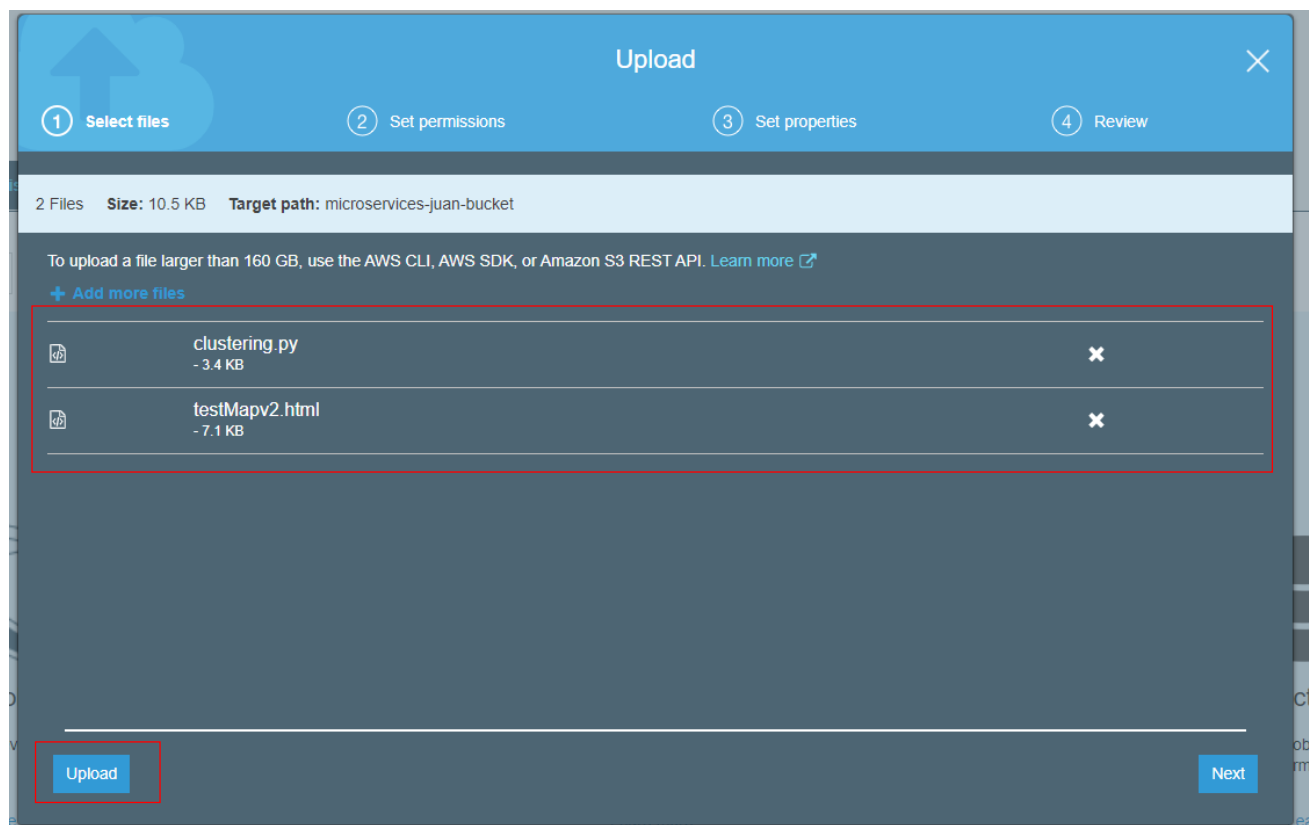 Upload
1 Select files
2 Set permissions
3 Set properties
4 Review
2 Files Size: 10.5 KB Target path: microservices-juan-bucket
To upload a file larger than 160 GB, use the AWS CLI, AWS SDK, or Amazon S3 REST API. Learn more
Add more files
clustering.py
- 3.4 KB
testMapv2.html
- 7.1 KB
Upload
Next